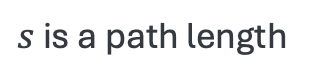 𝑠 is a path length